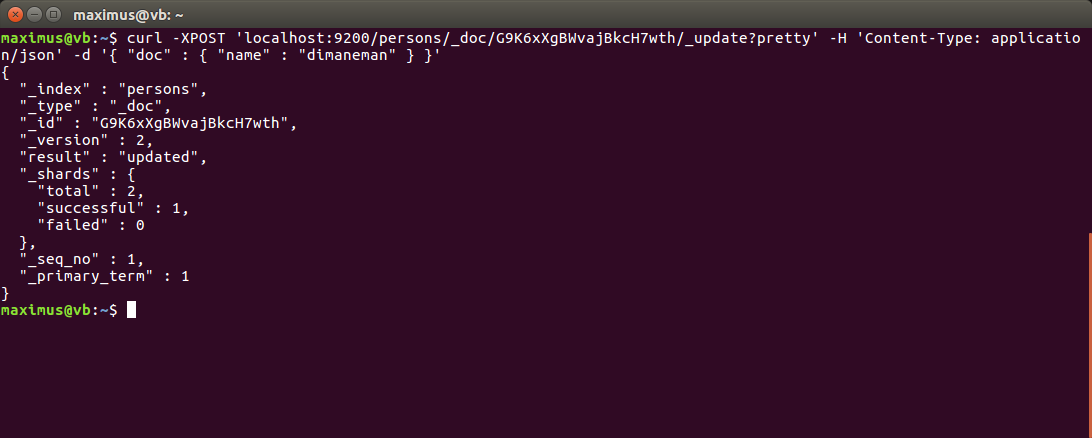 maximus@vb: ~
maximus@vb:~$ curl -XPOST 'localhost:9200/persons/_doc/G9K6xXgBWvajBkcH7wth/_update?pretty' -H 'Content-Type: applicatio
n/json' -d '{ "doc" : { "name" : "dimaneman" } }'
{
  "_index" : "persons",
  "_type" : "_doc",
  "_id" : "G9K6xXgBWvajBkcH7wth",
  "_version" : 2,
  "result" : "updated",
  "_shards" : {
    "total" : 2,
    "successful" : 1,
    "failed" : 0
  },
  "_seq_no" : 1,
  "_primary_term" : 1
}
maximus@vb:~$